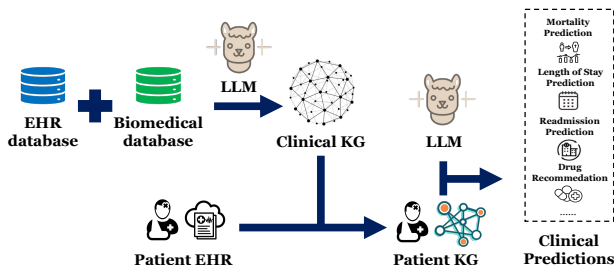 EHR
database
Biomedical
database
LLM
Clinical KG
LLM
Patient EHR
Patient KG
Mortality
Prediction
Length of Stay
Prediction
Readmission
Prediction
Drug
Recommedation
......
Clinical
Predictions